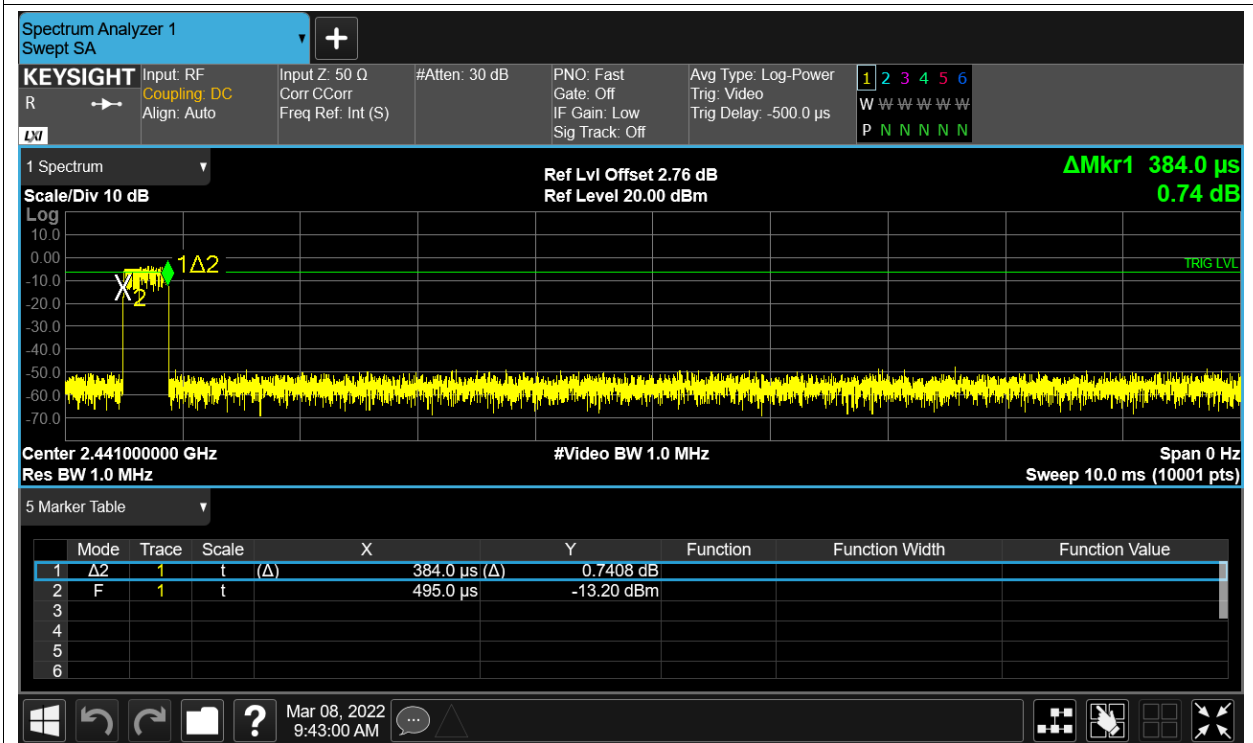 Spectrum Analyzer 1
Swept SA
KEYSIGHT Input: RF Input Z: 50 Ω #Atten: 30 dB PNO: Fast Avg Type: Log-Power 1 2 3 4 5 6
R Coupling: DC Corr CCorr Gate: Off Trig: Video W W W W W W
Align: Auto Freq Ref: Int (S) IF Gain: Low Trig Delay: -500.0 µs
LXI Sig Track: Off P N N N N N
1 Spectrum Ref Lvl Offset 2.76 dB ΔMkr1 384.0 µs
Scale/Div 10 dB Ref Level 20.00 dBm 0.74 dB
Log
10.0
0.00 1Δ2 TRIG LVL
-10.0 X2
-20.0
-30.0
-40.0
-50.0
-60.0
-70.0
Center 2.441000000 GHz #Video BW 1.0 MHz Span 0 Hz
Res BW 1.0 MHz Sweep 10.0 ms (10001 pts)
5 Marker Table
Mode Trace Scale X Y Function Function Width Function Value
1 Δ2 1 t (Δ) 384.0 µs (Δ) 0.7408 dB
2 F 1 t 495.0 µs -13.20 dBm
3
4
5
6
? Mar 08, 2022
9:43:00 AM